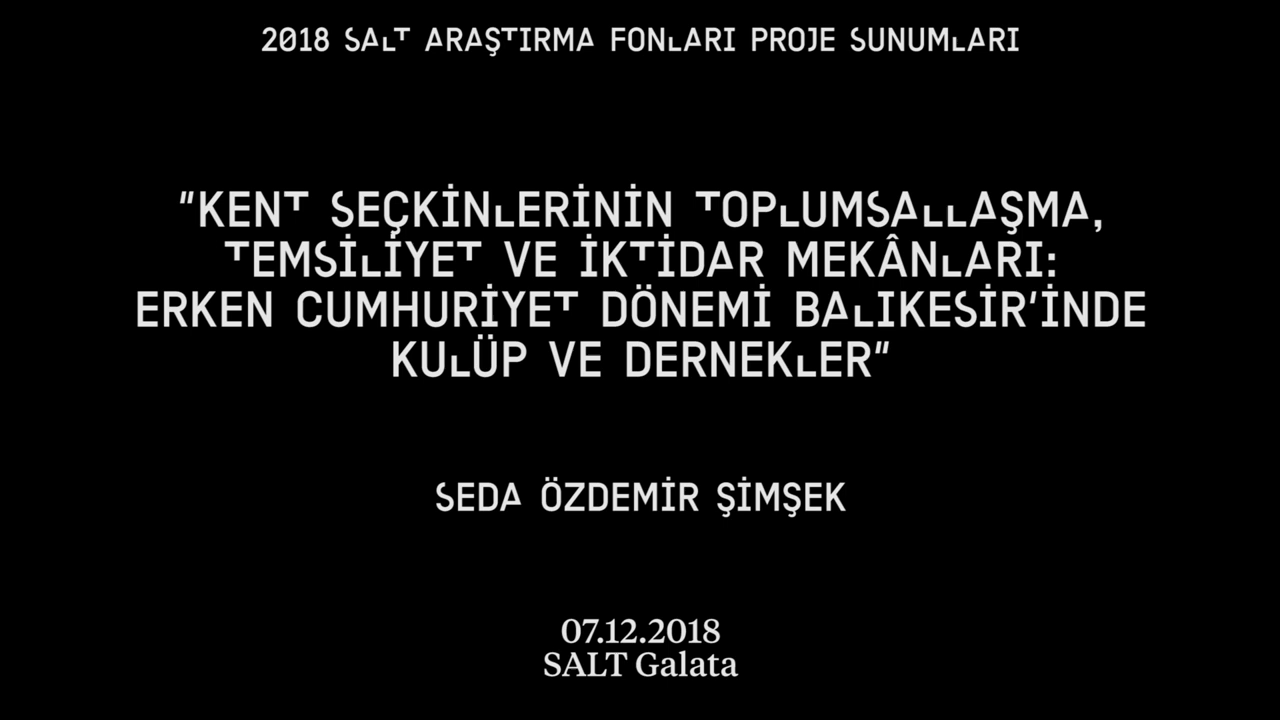 2018 SALT ARAŞTIRMA FONLARI PROJE SUNUMLARI
"KENT SEÇKİNLERİNİN TOPLUMSALLAŞMA,
TEMSİLİYET VE İKTİDAR MEKÂNLARI:
ERKEN CUMHURİYET DÖNEMİ BALIKESİR'İNDE
KULÜP VE DERNEKLER"
SEDA ÖZDEMİR ŞİMŞEK
07.12.2018
SALT Galata